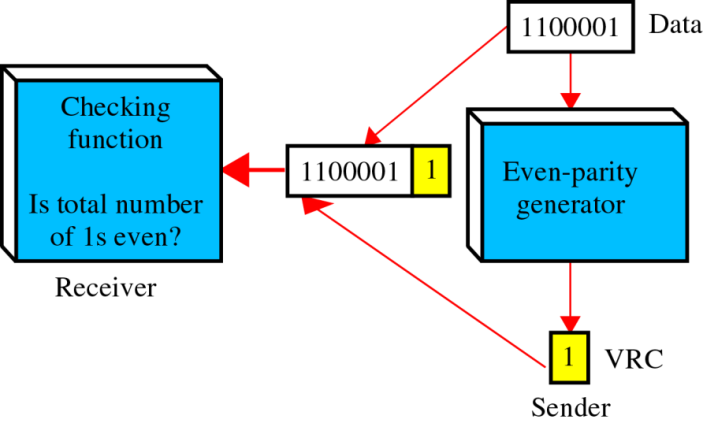 1100001
Data
Checking
function
Is total number
of 1s even?
Receiver
1100001
1
Even-parity
generator
1
VRC
Sender